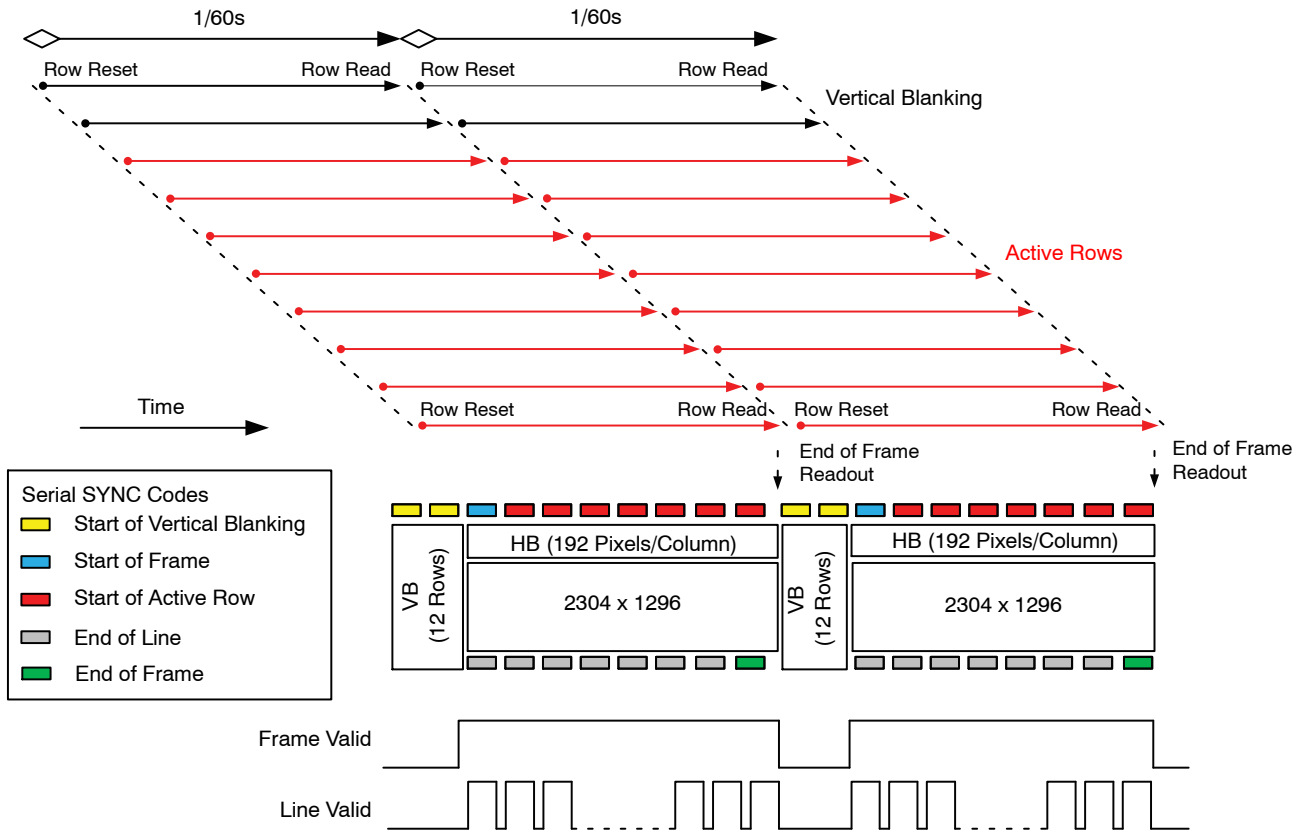 1/60s
1/60s
Row Reset
Row Read
Row Reset
Row Read
Vertical Blanking
Active Rows
Time
Row Reset
Row Read
Row Reset
Row Read
End of Frame
Readout
End of Frame
Readout
Serial SYNC Codes
Start of Vertical Blanking
Start of Frame
Start of Active Row
End of Line
End of Frame
VB
(12 Rows)
HB (192 Pixels/Column)
2304 x 1296
VB
(12 Rows)
HB (192 Pixels/Column)
2304 x 1296
Frame Valid
Line Valid